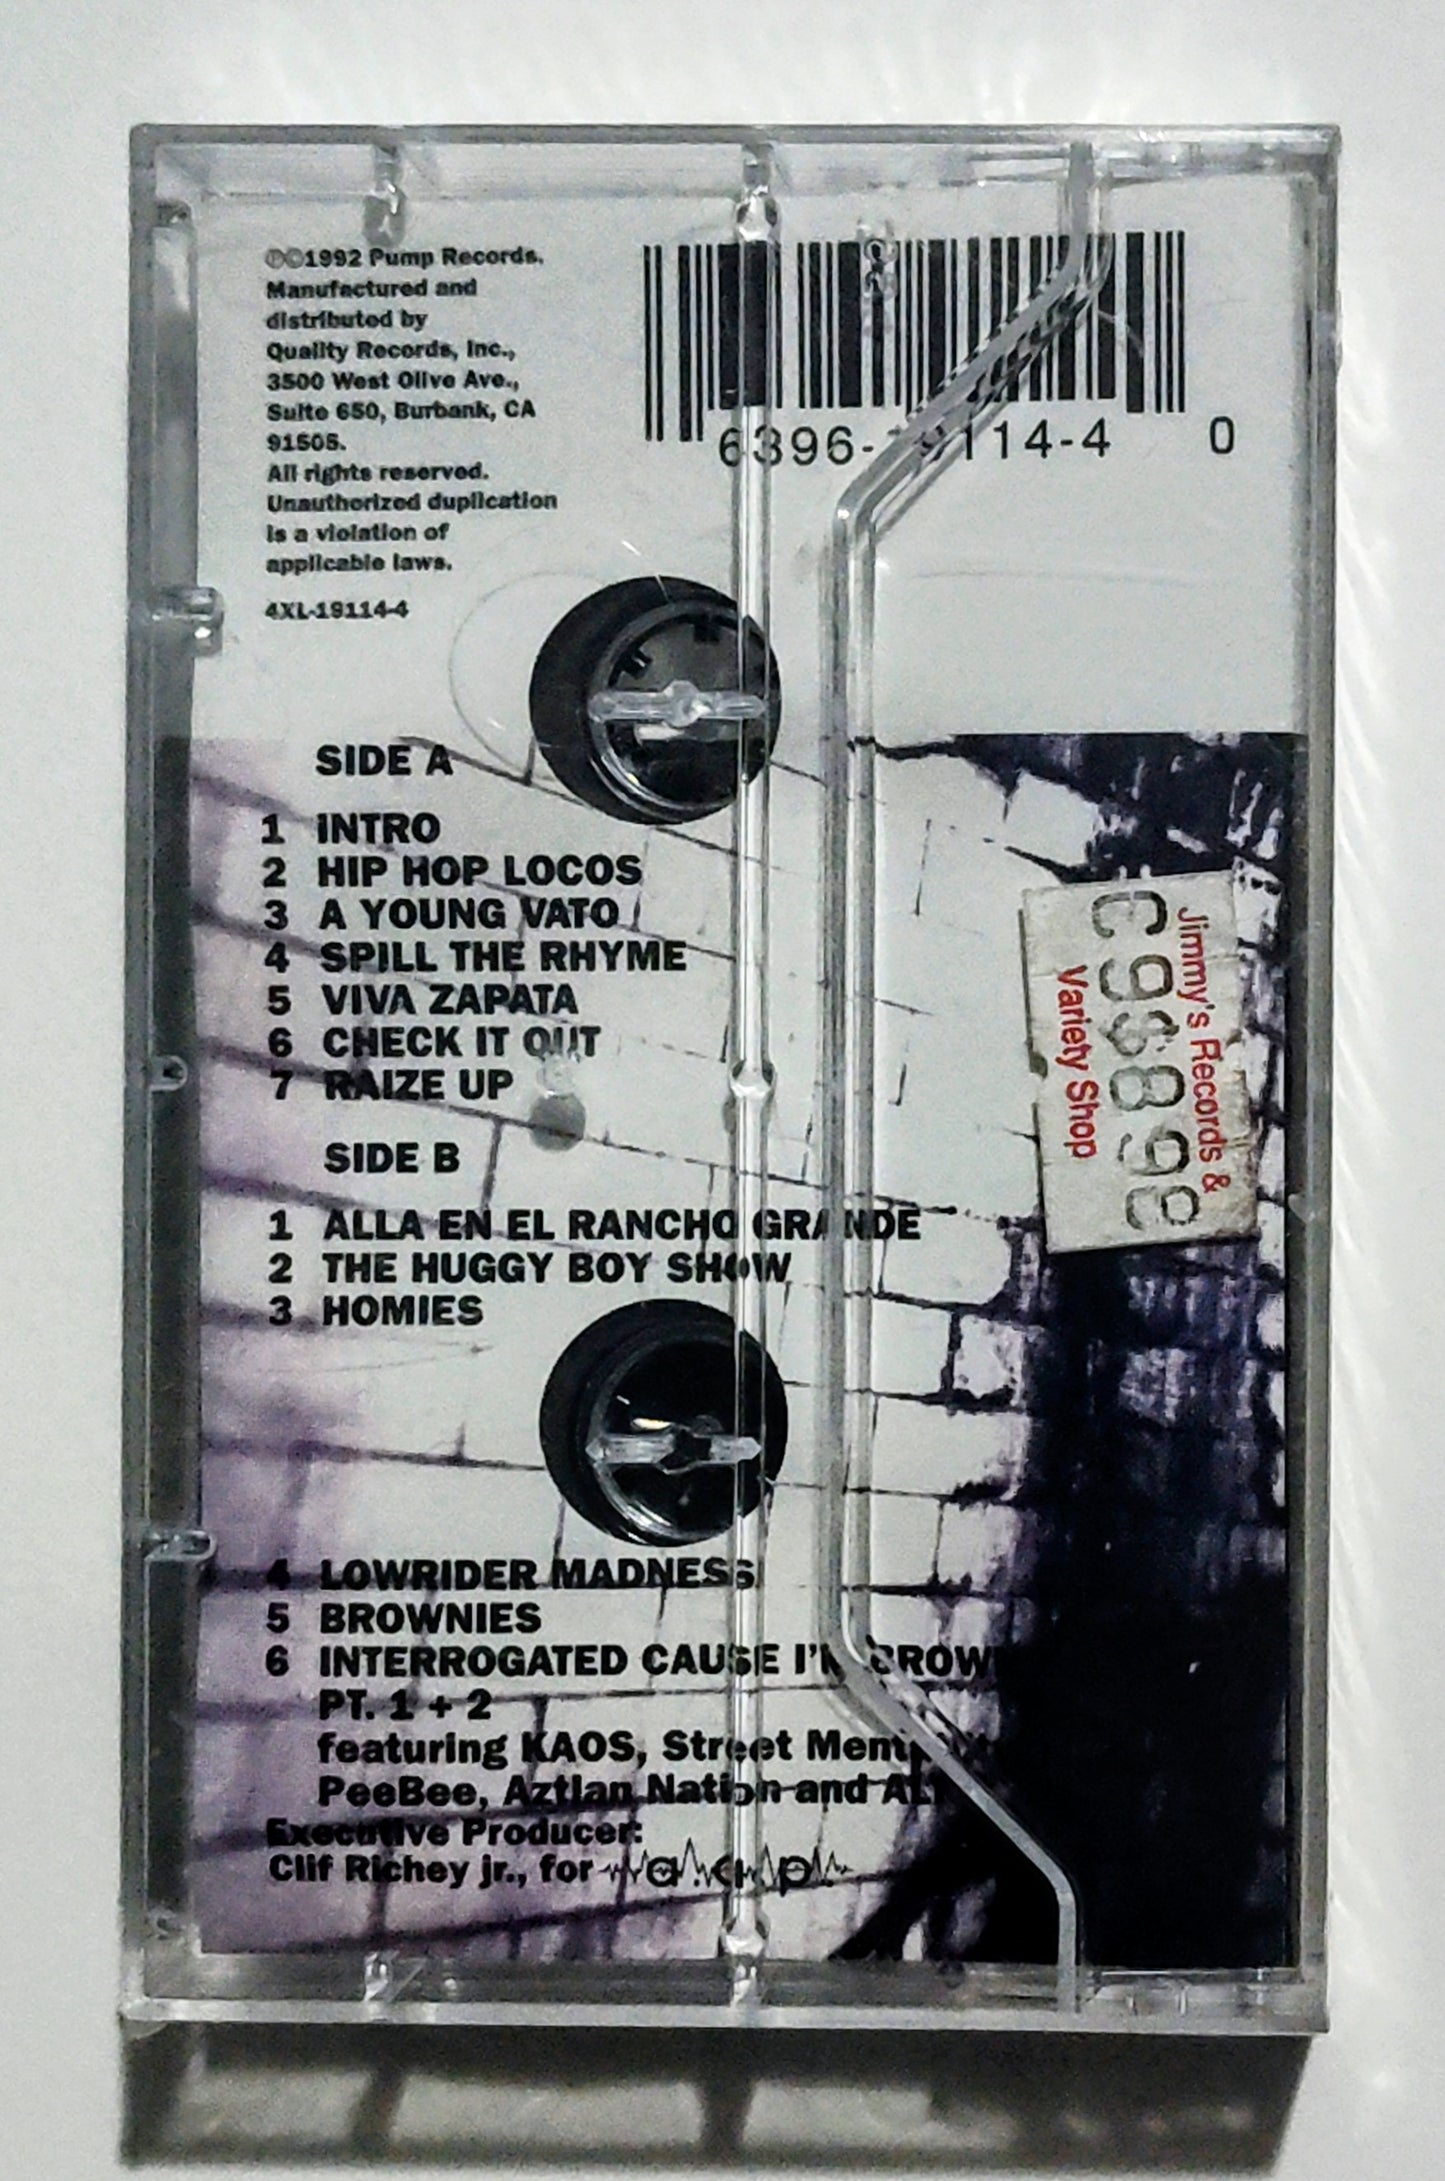 ℗©1992 Pump Records.
Manufactured and
distributed by
Quality Records, Inc.,
3500 West Olive Ave.,
Suite 650, Burbank, CA
91505.
All rights reserved.
Unauthorized duplication
is a violation of
applicable laws.
4XL-19114-4
6396-19114-4 0
SIDE A
1 INTRO
2 HIP HOP LOCOS
3 A YOUNG VATO
4 SPILL THE RHYME
5 VIVA ZAPATA
6 CHECK IT OUT
7 RAIZE UP
SIDE B
1 ALLA EN EL RANCHO GRANDE
2 THE HUGGY BOY SHOW
3 HOMIES
4 LOWRIDER MADNESS
5 BROWNIES
6 INTERROGATED CAUSE I'M BROWN
PT. 1 + 2
featuring KAOS, Street
PeeBee, Aztlan Nation and
Executive Producer:
Clif Richey jr., for a.a.p.
Jimmy's Records &
Variety Shop